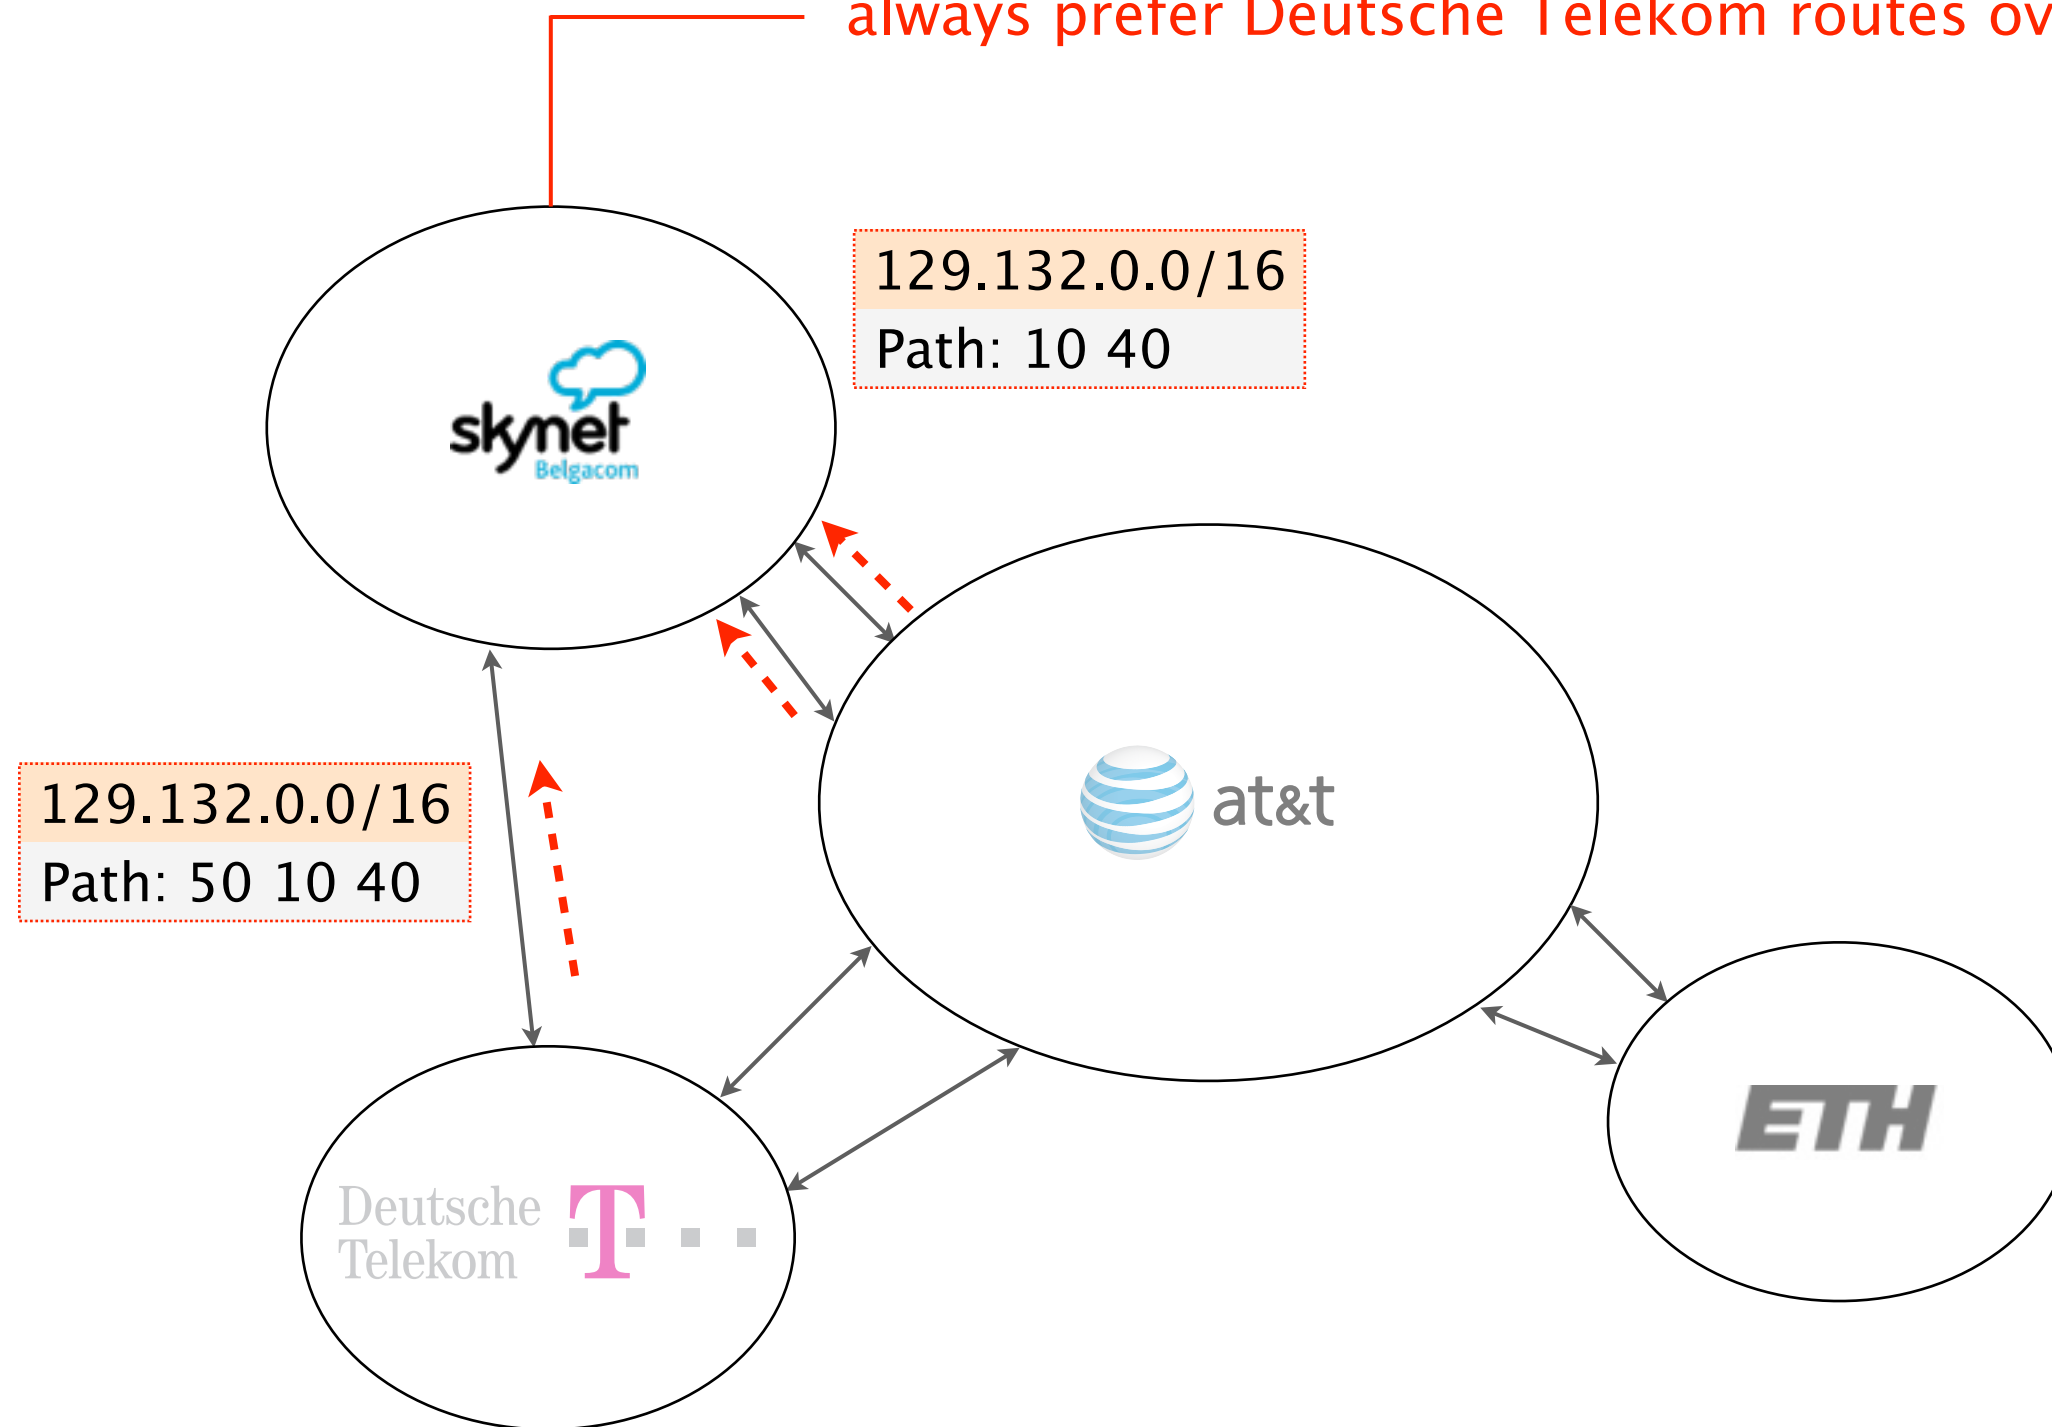 always prefer Deutsche Telekom routes ov
129.132.0.0/16
Path: 10 40
skynet
Belgacom
at&t
129.132.0.0/16
Path: 50 10 40
ETH
Deutsche
Telekom
T